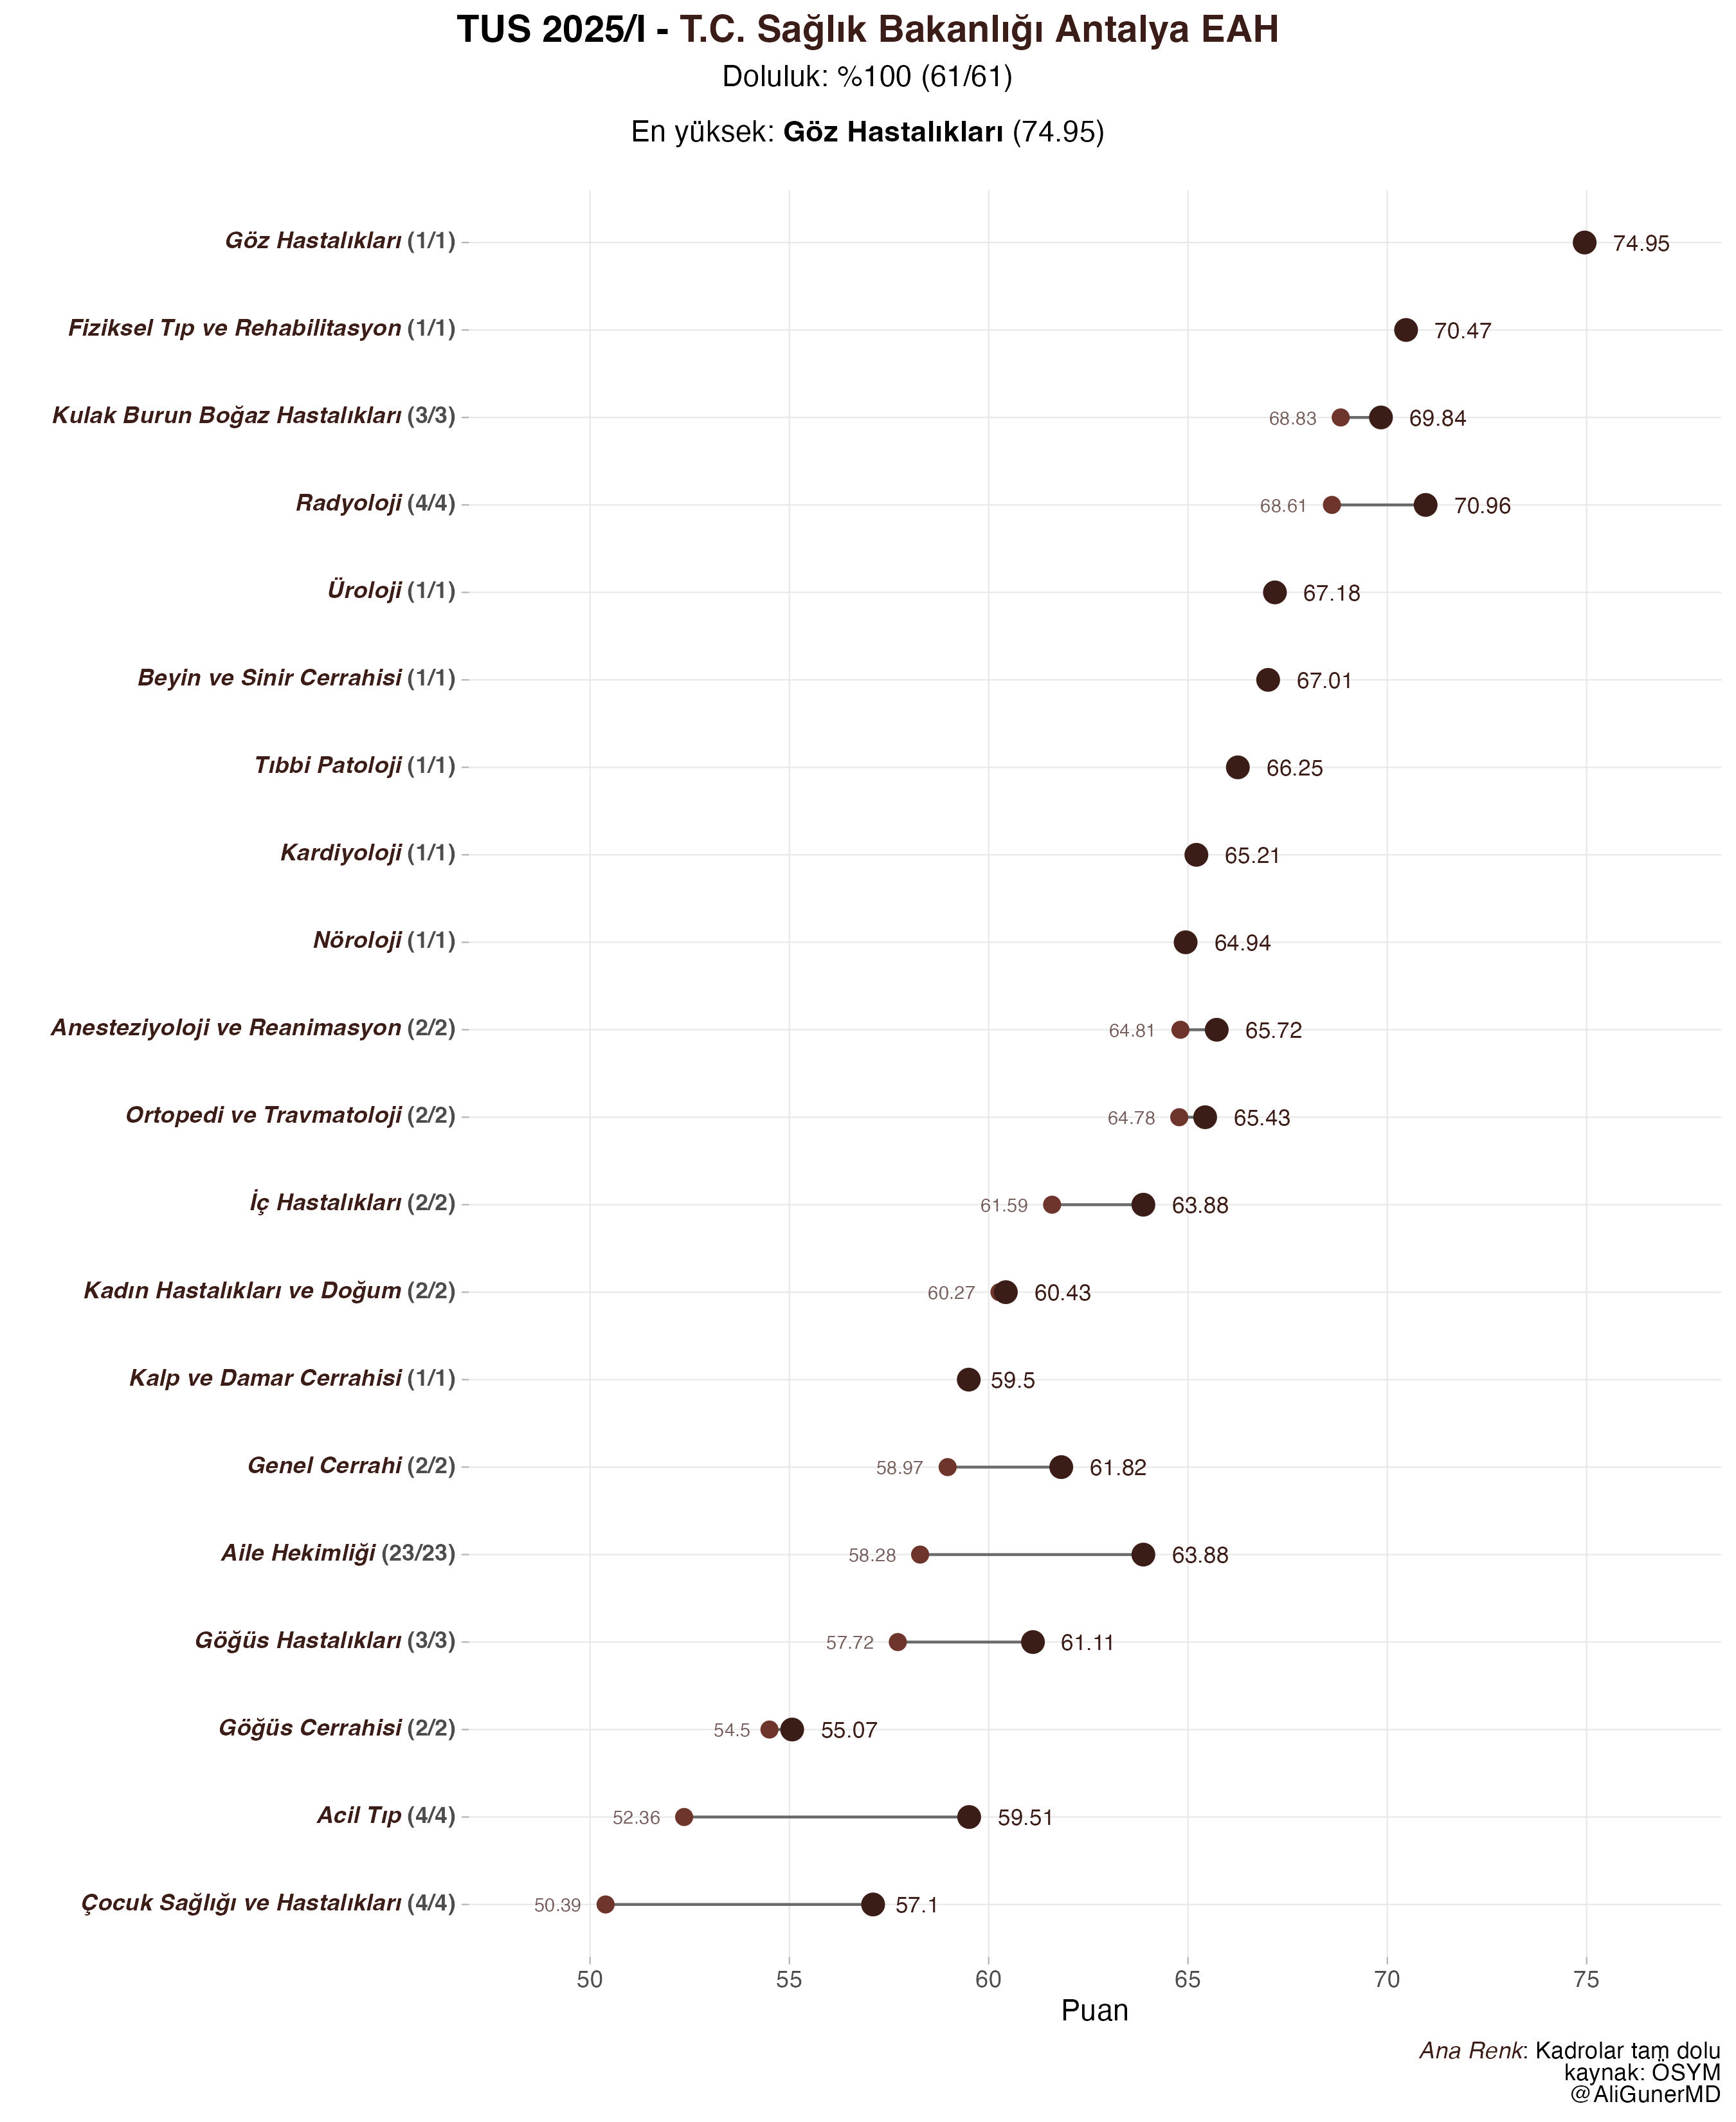 TUS 2025/I - T.C. Sağlık Bakanlığı Antalya EAH
Doluluk: %100 (61/61)
En yüksek: Göz Hastalıkları (74.95)
Göz Hastalıkları (1/1) 74.95
Fiziksel Tıp ve Rehabilitasyon (1/1) 70.47
Kulak Burun Boğaz Hastalıkları (3/3) 68.83 69.84
Radyoloji (4/4) 68.61 70.96
Üroloji (1/1) 67.18
Beyin ve Sinir Cerrahisi (1/1) 67.01
Tıbbi Patoloji (1/1) 66.25
Kardiyoloji (1/1) 65.21
Nöroloji (1/1) 64.94
Anesteziyoloji ve Reanimasyon (2/2) 64.81 65.72
Ortopedi ve Travmatoloji (2/2) 64.78 65.43
İç Hastalıkları (2/2) 61.59 63.88
Kadın Hastalıkları ve Doğum (2/2) 60.27 60.43
Kalp ve Damar Cerrahisi (1/1) 59.5
Genel Cerrahi (2/2) 58.97 61.82
Aile Hekimliği (23/23) 58.28 63.88
Göğüs Hastalıkları (3/3) 57.72 61.11
Göğüs Cerrahisi (2/2) 54.5 55.07
Acil Tıp (4/4) 52.36 59.51
Çocuk Sağlığı ve Hastalıkları (4/4) 50.39 57.1
50 55 60 65 70 75
Puan
Ana Renk: Kadrolar tam dolu
kaynak: ÖSYM
@AliGunerMD